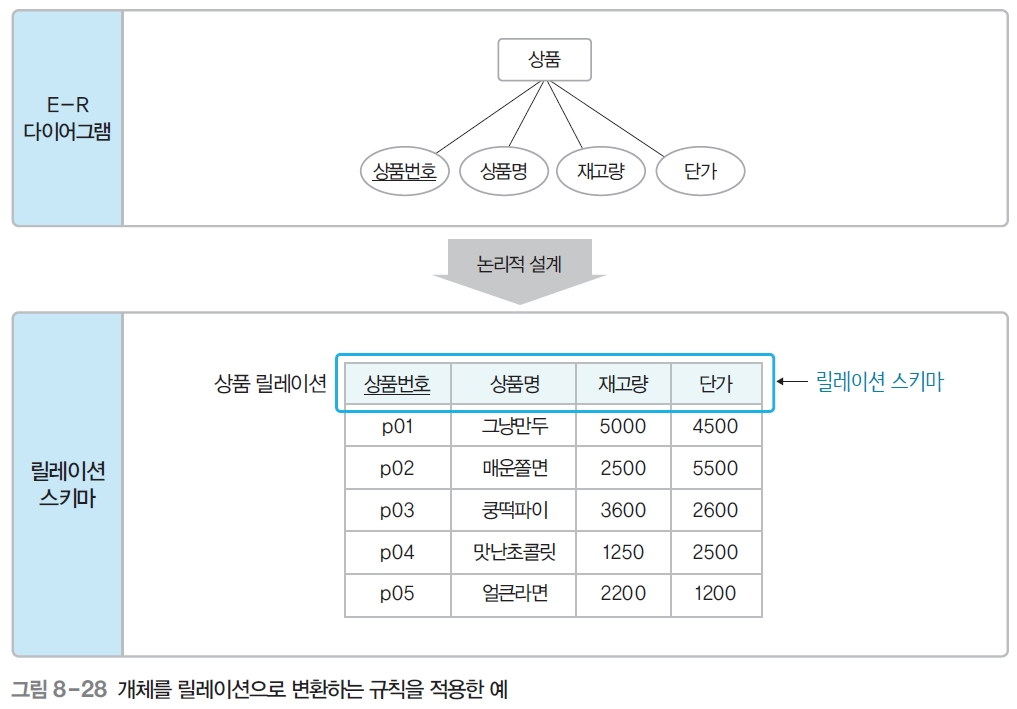 E-R
다이어그램
상품
상품번호 상품명 재고량 단가
논리적 설계
릴레이션
스키마
상품 릴레이션
상품번호 상품명 재고량 단가
릴레이션 스키마
p01 그냥만두 5000 4500
p02 매운쫄면 2500 5500
p03 쿵떡파이 3600 2600
p04 맛난초콜릿 1250 2500
p05 얼큰라면 2200 1200
그림 8-28 개체를 릴레이션으로 변환하는 규칙을 적용한 예